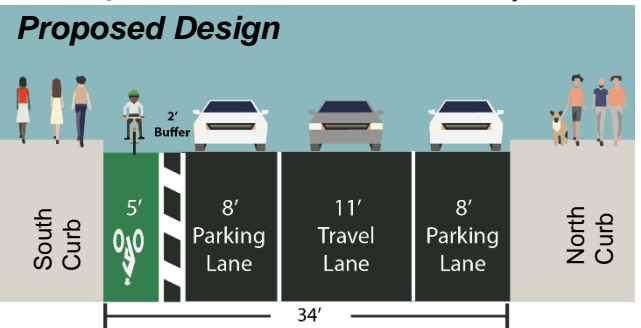 Proposed Design
2'
Buffer
5'
8'
Parking
Lane
11'
Travel
Lane
8'
Parking
Lane
South
Curb
North
Curb
34'